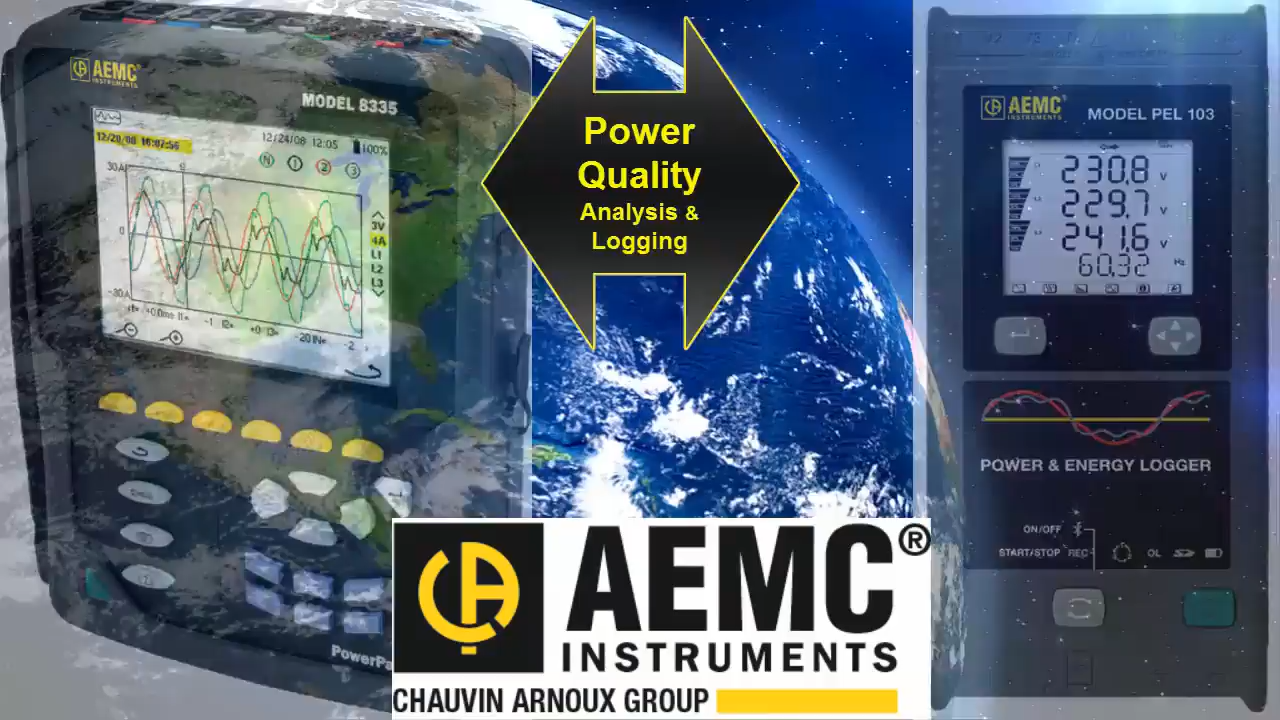 AEMC®
INSTRUMENTS
MODEL 8335
12/24/08 12:05
100%
12/20/08 16:02:56
N 1 2 3
30 A
0
-30 A
3V
4A
L1
L2
L3
Power
Quality
Analysis &
Logging
AEMC®
INSTRUMENTS
MODEL PEL 103
230.8 V
229.7 V
241.6 V
60.32 Hz
POWER & ENERGY LOGGER
ON/OFF
START/STOP REC
OL
AEMC®
INSTRUMENTS
CHAUVIN ARNOUX GROUP